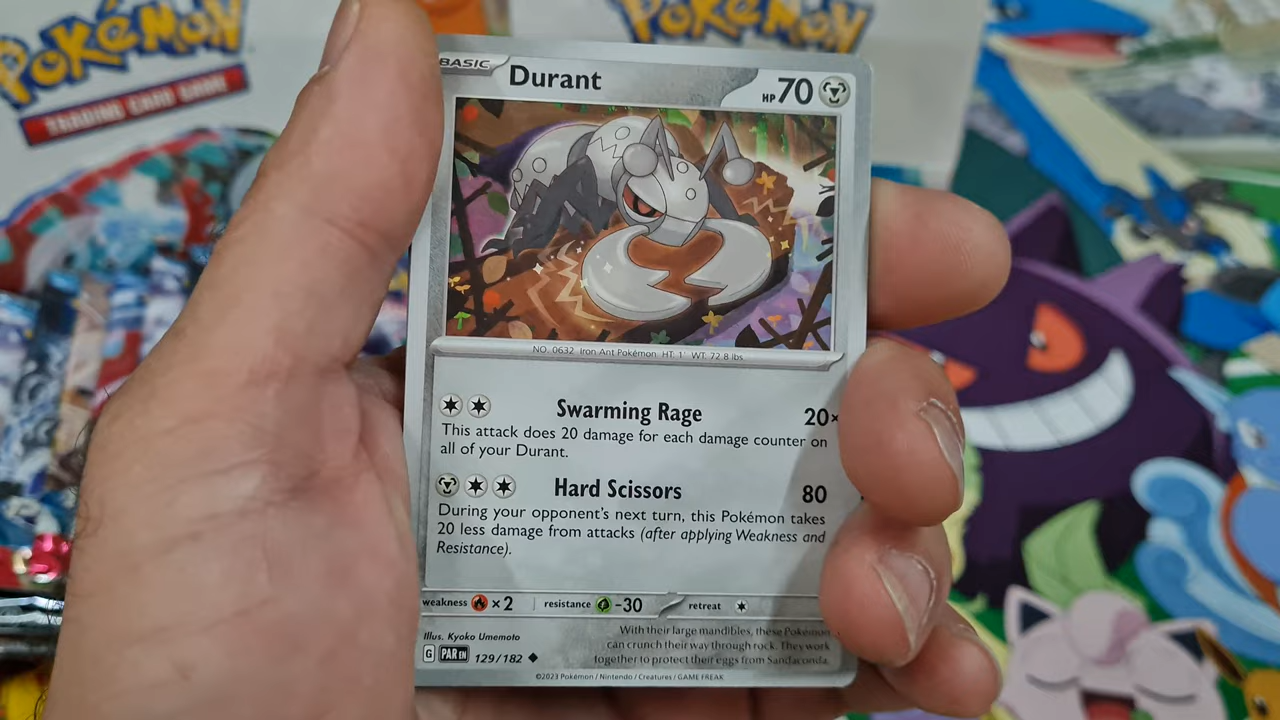 Pokémon
TRADING CARD GAME
Pokémon
BASIC
Durant
HP 70
NO. 0632 Iron Ant Pokémon HT: 1' WT: 72.8 lbs
Swarming Rage 20×
This attack does 20 damage for each damage counter on
all of your Durant.
Hard Scissors 80
During your opponent's next turn, this Pokémon takes
20 less damage from attacks (after applying Weakness and
Resistance).
weakness ×2 resistance -30 retreat
Illus. Kyoko Umemoto
G PAR EN 129/182
With their large mandibles, these Pokémon
can crunch their way through rock. They work
together to protect their eggs from Sandaconda.
©2023 Pokémon / Nintendo / Creatures / GAME FREAK